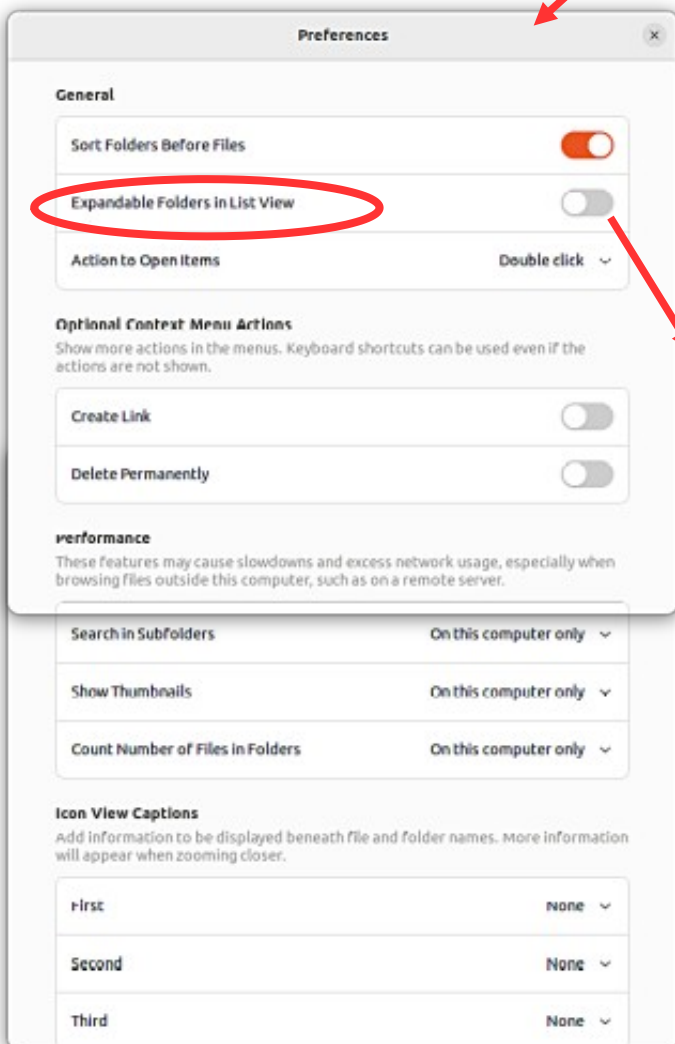 Preferences
General
Sort Folders Before Files
Expandable Folders in List View
Action to Open Items Double click
Optional Context Menu Actions
Show more actions in the menus. Keyboard shortcuts can be used even if the
actions are not shown.
Create Link
Delete Permanently
Performance
These features may cause slowdowns and excess network usage, especially when
browsing files outside this computer, such as on a remote server.
Search in Subfolders On this computer only
Show Thumbnails On this computer only
Count Number of Files in Folders On this computer only
Icon View Captions
Add information to be displayed beneath file and folder names. More information
will appear when zooming closer.
First None
Second None
Third None